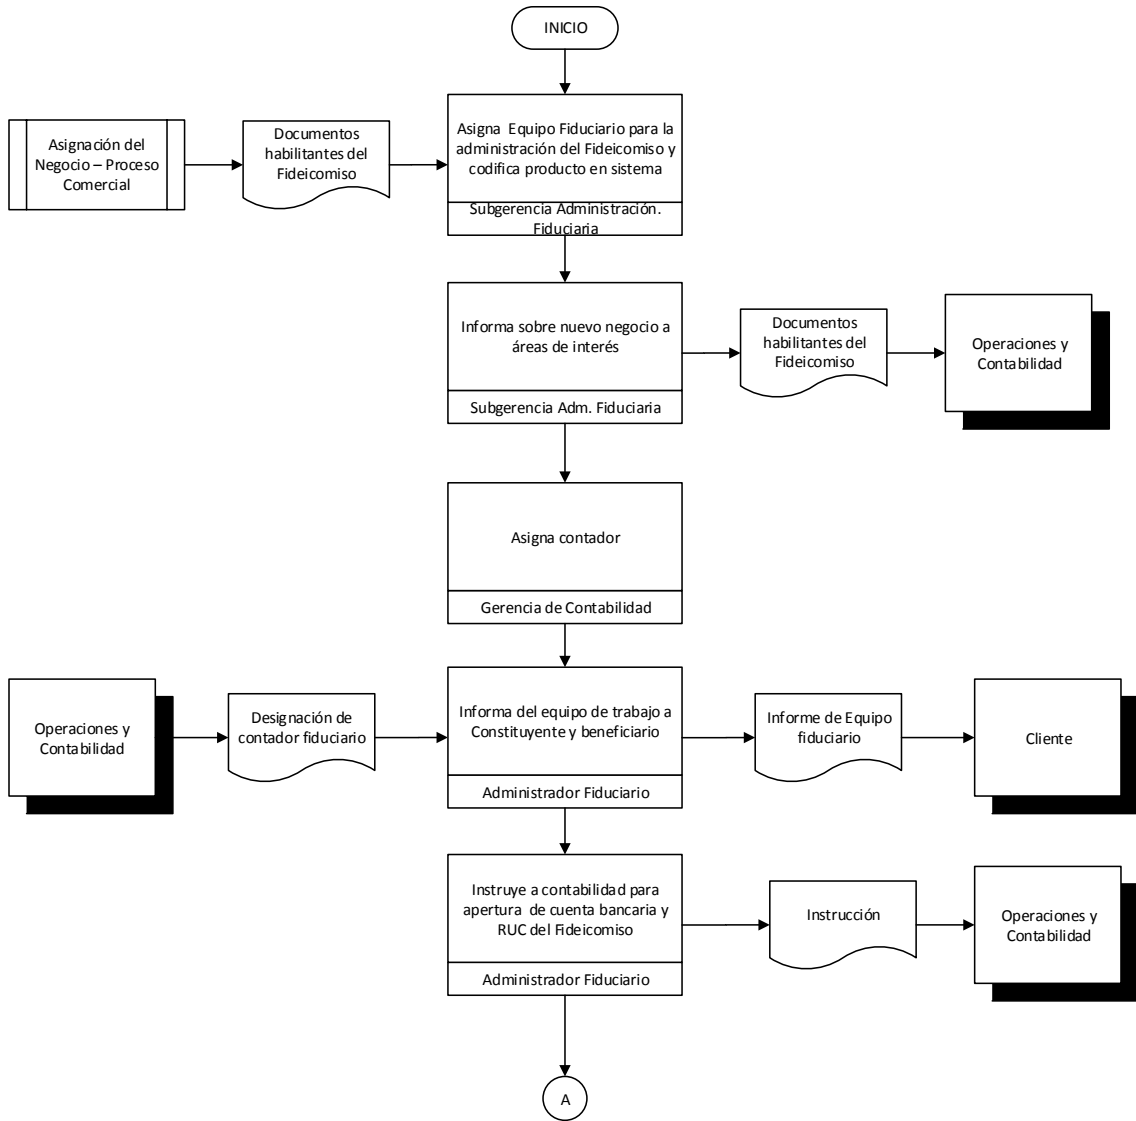 INICIO
Asignación del
Negocio – Proceso
Comercial
Documentos
habilitantes del
Fideicomiso
Asigna Equipo Fiduciario para la
administración del Fideicomiso y
codifica producto en sistema
Subgerencia Administración.
Fiduciaria
Informa sobre nuevo negocio a
áreas de interés
Subgerencia Adm. Fiduciaria
Documentos
habilitantes del
Fideicomiso
Operaciones y
Contabilidad
Asigna contador
Gerencia de Contabilidad
Operaciones y
Contabilidad
Designación de
contador fiduciario
Informa del equipo de trabajo a
Constituyente y beneficiario
Administrador Fiduciario
Informe de Equipo
fiduciario
Cliente
Instruye a contabilidad para
apertura de cuenta bancaria y
RUC del Fideicomiso
Administrador Fiduciario
Instrucción
Operaciones y
Contabilidad
A